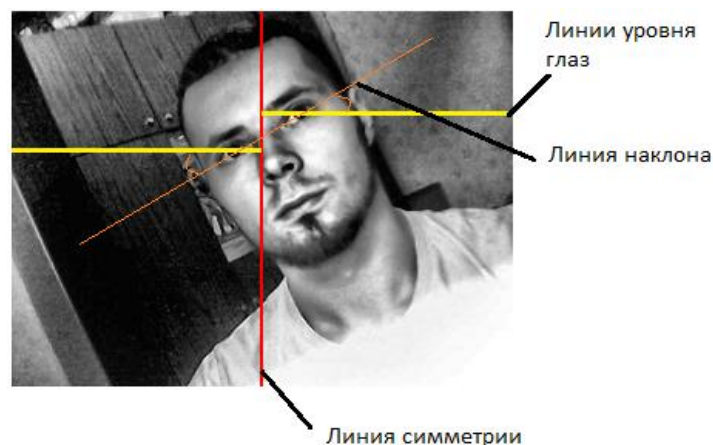 Линии уровня
глаз
Линия наклона
Линия симметрии